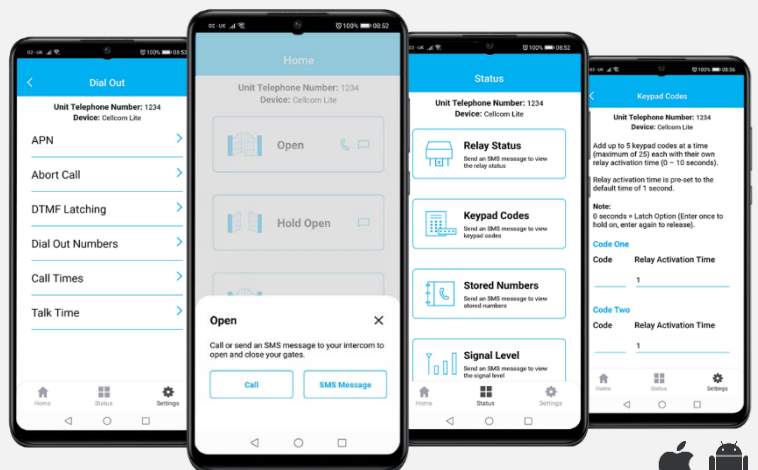 02-UK 100% 08:53
Dial Out
Unit Telephone Number: 1234
Device: Cellcom Lite
APN
Abort Call
DTMF Latching
Dial Out Numbers
Call Times
Talk Time
Home
Status
Settings
02-UK 100% 08:52
Home
Unit Telephone Number: 1234
Device: Cellcom Lite
Open
Hold Open
Open
Call or send an SMS message to your intercom to
open and close your gates.
Call
SMS Message
02-UK 100% 08:52
Status
Unit Telephone Number: 1234
Device: Cellcom Lite
Relay Status
Send an SMS message to view
the relay status
Keypad Codes
Send an SMS message to view
keypad codes
Stored Numbers
Send an SMS message to view
stored numbers
Signal Level
Send an SMS message to view
the signal level
Home
Status
Settings
02-UK 100% 08:56
Keypad Codes
Unit Telephone Number: 1234
Device: Cellcom Lite
Add up to 5 keypad codes at a time
(maximum of 25) each with their own
relay activation time (0 – 10 seconds).
Relay activation time is pre-set to the
default time of 1 second.
Note:
0 seconds = Latch Option (Enter once to
hold on, enter again to release).
Code One
Code Relay Activation Time
1
Code Two
Code Relay Activation Time
1
Home
Status
Settings